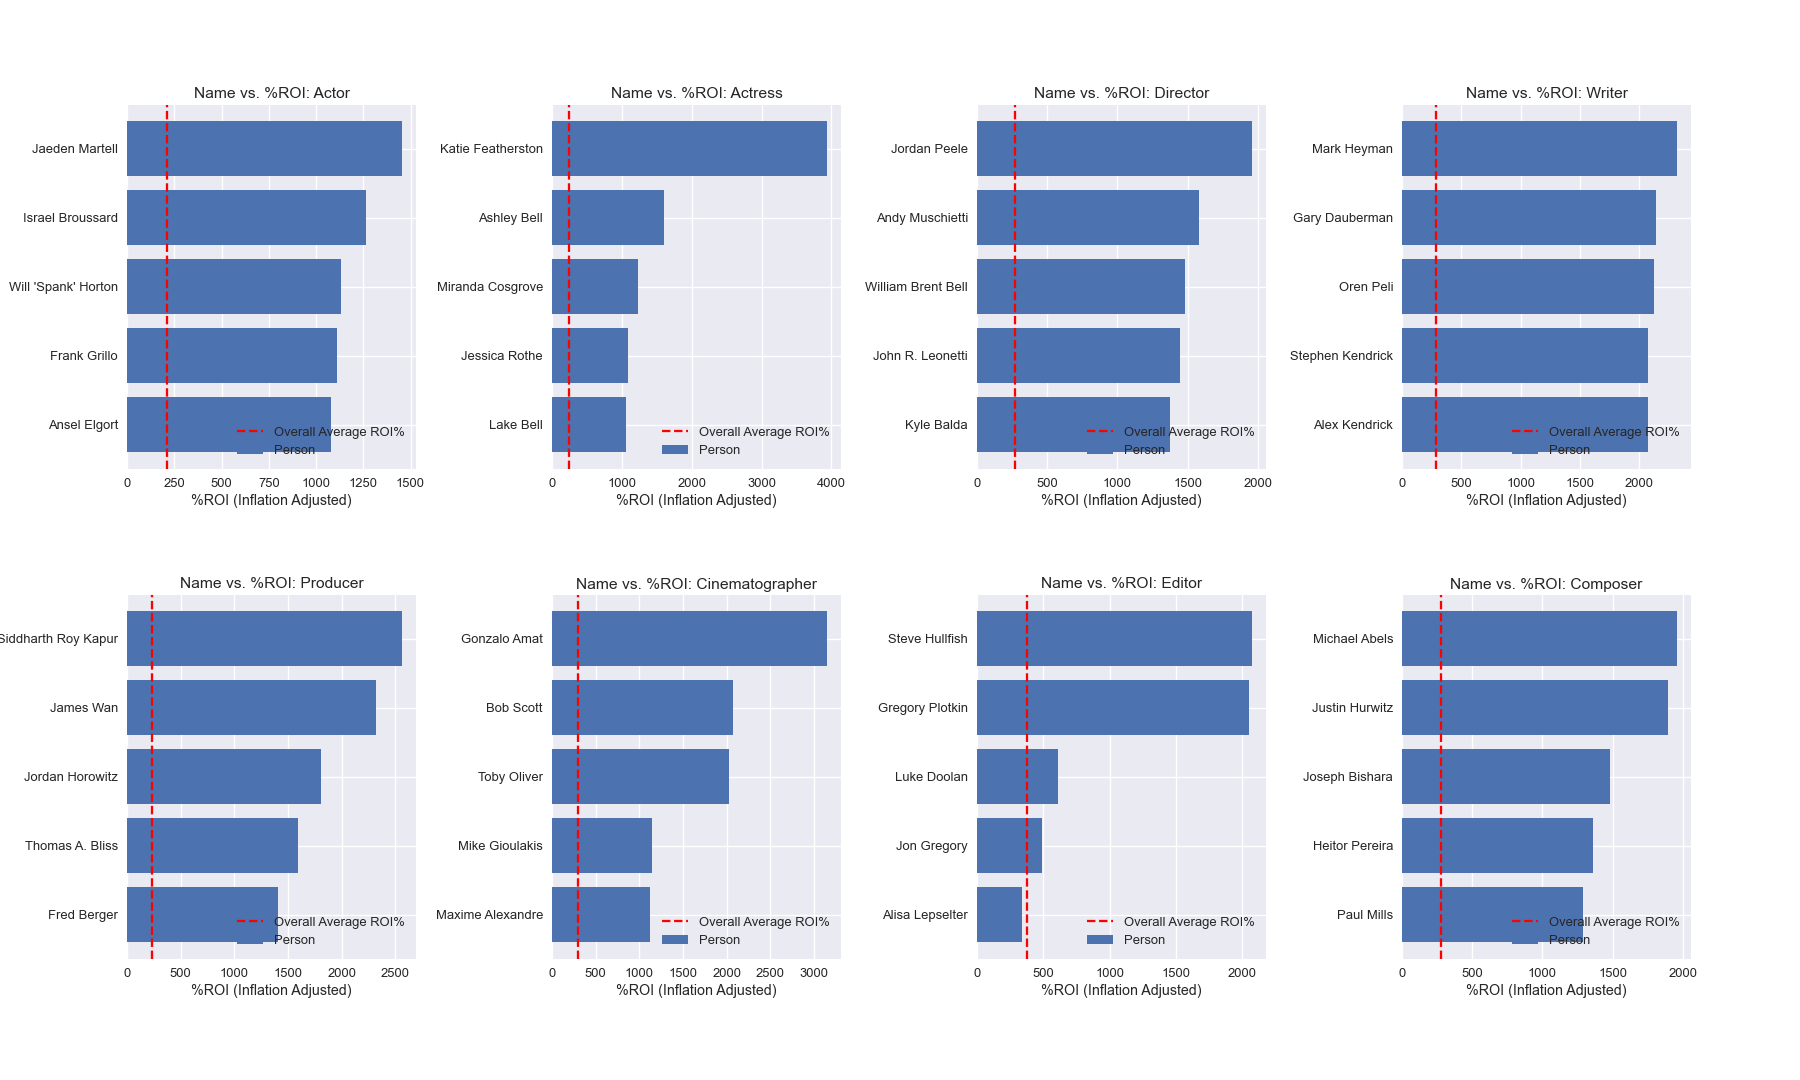 Name vs. %ROI: Actor
Jaeden Martell
Israel Broussard
Will 'Spank' Horton
Frank Grillo
Ansel Elgort
Overall Average ROI%
Person
0 250 500 750 1000 1250 1500
%ROI (Inflation Adjusted)
Name vs. %ROI: Actress
Katie Featherston
Ashley Bell
Miranda Cosgrove
Jessica Rothe
Lake Bell
Overall Average ROI%
Person
0 1000 2000 3000 4000
%ROI (Inflation Adjusted)
Name vs. %ROI: Director
Jordan Peele
Andy Muschietti
William Brent Bell
John R. Leonetti
Kyle Balda
Overall Average ROI%
Person
0 500 1000 1500 2000
%ROI (Inflation Adjusted)
Name vs. %ROI: Writer
Mark Heyman
Gary Dauberman
Oren Peli
Stephen Kendrick
Alex Kendrick
Overall Average ROI%
Person
0 500 1000 1500 2000
%ROI (Inflation Adjusted)
Name vs. %ROI: Producer
Siddharth Roy Kapur
James Wan
Jordan Horowitz
Thomas A. Bliss
Fred Berger
Overall Average ROI%
Person
0 500 1000 1500 2000 2500
%ROI (Inflation Adjusted)
Name vs. %ROI: Cinematographer
Gonzalo Amat
Bob Scott
Toby Oliver
Mike Gioulakis
Maxime Alexandre
Overall Average ROI%
Person
0 500 1000 1500 2000 2500 3000
%ROI (Inflation Adjusted)
Name vs. %ROI: Editor
Steve Hullfish
Gregory Plotkin
Luke Doolan
Jon Gregory
Alisa Lepselter
Overall Average ROI%
Person
0 500 1000 1500 2000
%ROI (Inflation Adjusted)
Name vs. %ROI: Composer
Michael Abels
Justin Hurwitz
Joseph Bishara
Heitor Pereira
Paul Mills
Overall Average ROI%
Person
0 500 1000 1500 2000
%ROI (Inflation Adjusted)